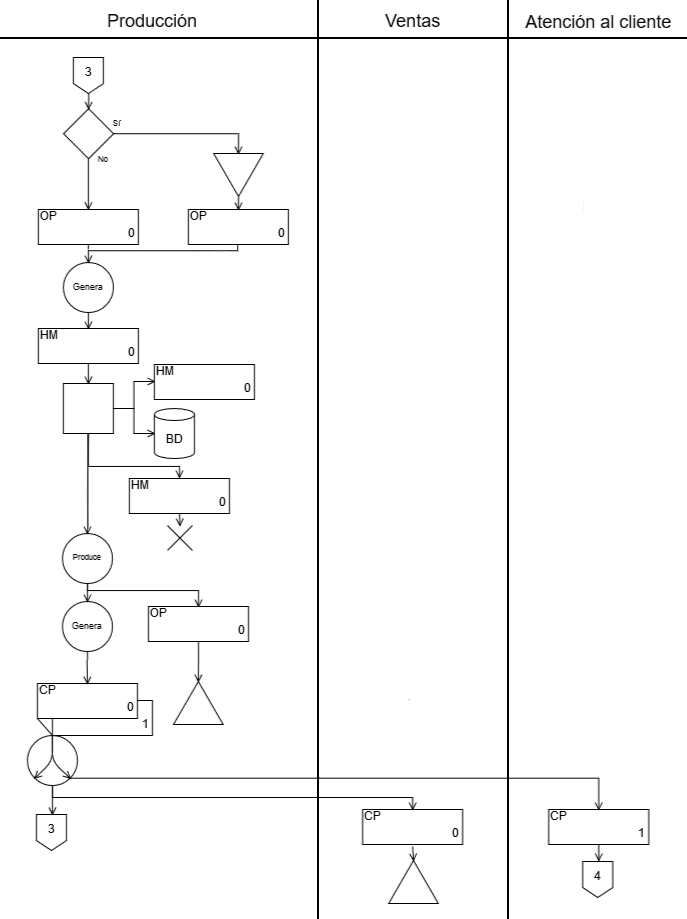 Producción Ventas Atención al cliente
3
Sí
No
OP
0
OP
0
Genera
HM
0
HM
0
BD
HM
0
Produce
Genera
OP
0
CP
0
1
3
CP
0
CP
1
4